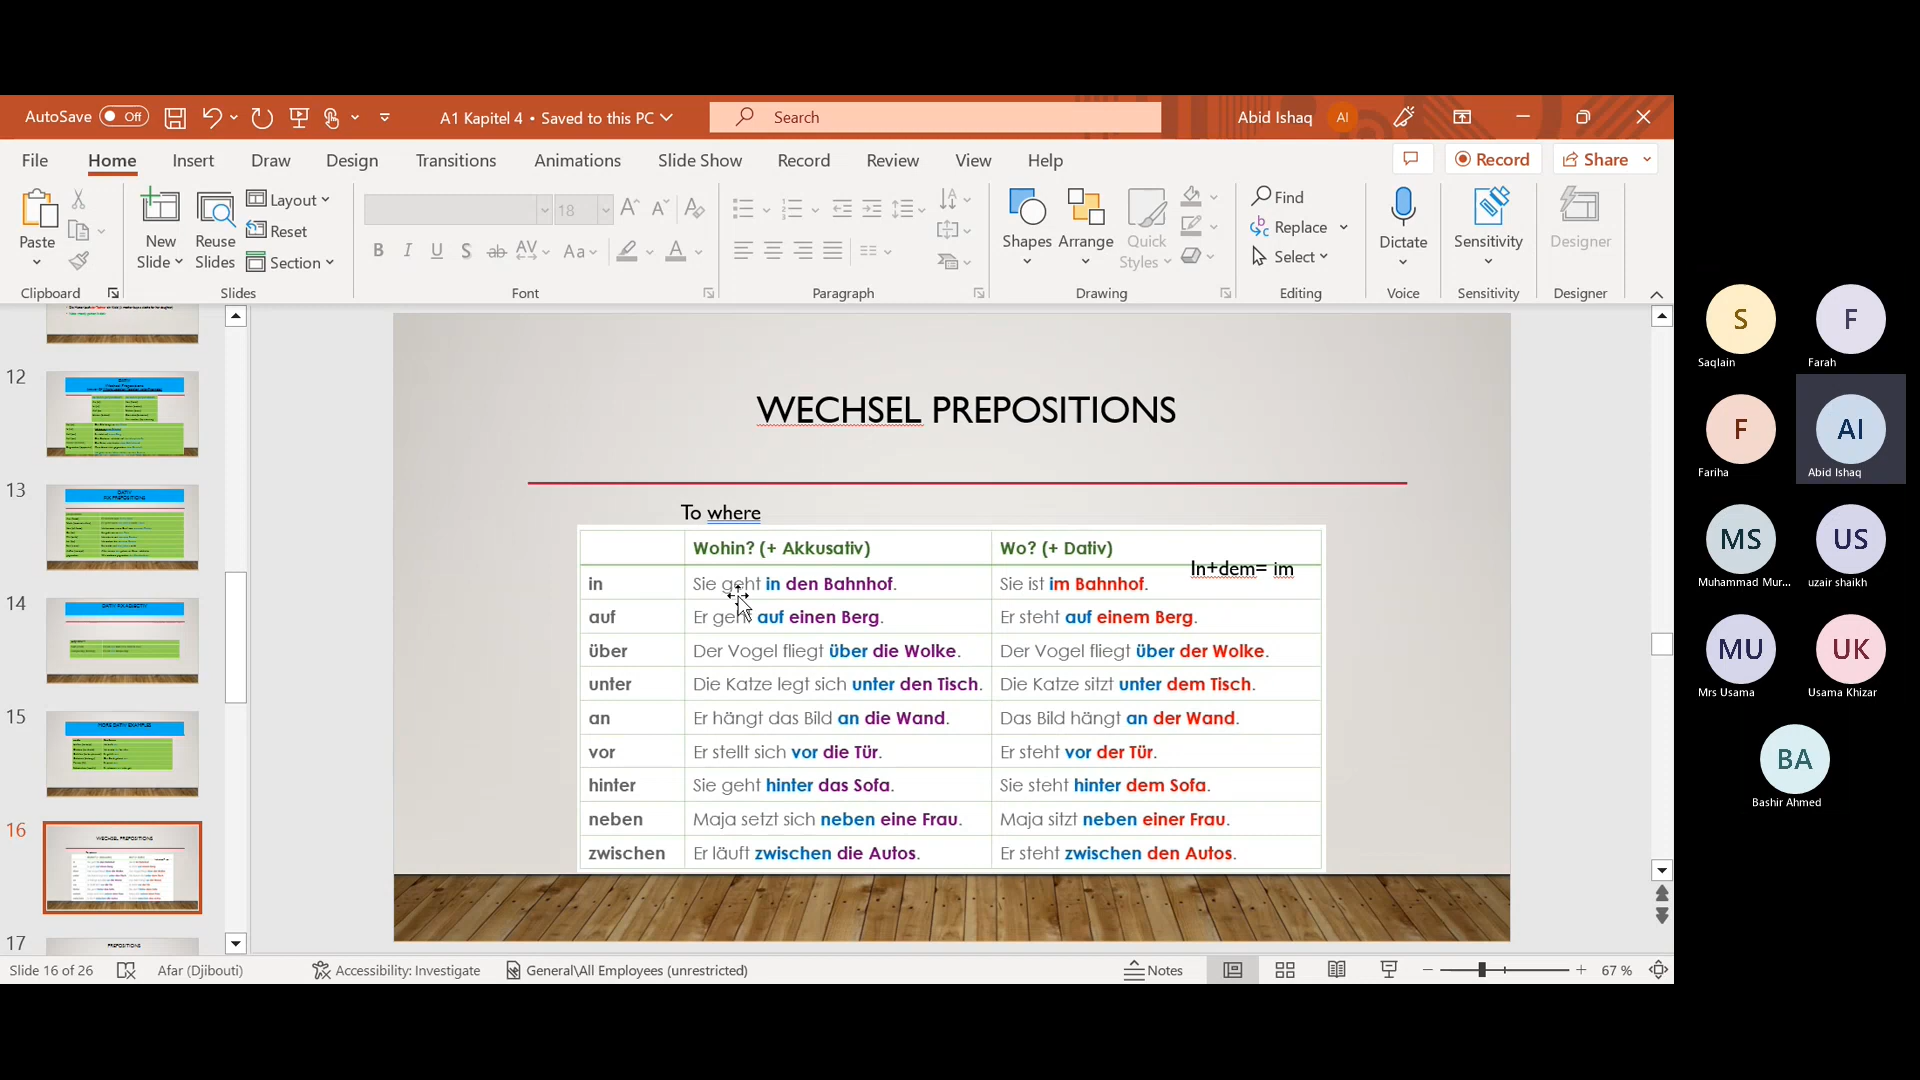 AutoSave Off A1 Kapitel 4 • Saved to this PC Search Abid Ishaq AI
File Home Insert Draw Design Transitions Animations Slide Show Record Review View Help Record Share
Paste
Clipboard
New Slide
Reuse Slides
Layout
Reset
Section
Slides
18
B I U S ab AV Aa A
Font
Paragraph
Shapes
Arrange
Quick Styles
Drawing
Find
Replace
Select
Editing
Dictate
Voice
Sensitivity
Sensitivity
Designer
Designer
12
13
14
15
MORE DATIV EXAMPLES
16
WECHSEL PREPOSITIONS
17
PREPOSITIONS
WECHSEL PREPOSITIONS
To where
Wohin? (+ Akkusativ) Wo? (+ Dativ)
In+dem= im
in Sie geht in den Bahnhof. Sie ist im Bahnhof.
auf Er geht auf einen Berg. Er steht auf einem Berg.
über Der Vogel fliegt über die Wolke. Der Vogel fliegt über der Wolke.
unter Die Katze legt sich unter den Tisch. Die Katze sitzt unter dem Tisch.
an Er hängt das Bild an die Wand. Das Bild hängt an der Wand.
vor Er stellt sich vor die Tür. Er steht vor der Tür.
hinter Sie geht hinter das Sofa. Sie steht hinter dem Sofa.
neben Maja setzt sich neben eine Frau. Maja sitzt neben einer Frau.
zwischen Er läuft zwischen die Autos. Er steht zwischen den Autos.
Slide 16 of 26 Afar (Djibouti) Accessibility: Investigate General\All Employees (unrestricted) Notes 67 %
S F
Saqlain Farah
F AI
Fariha Abid Ishaq
MS US
Muhammad Mur... uzair shaikh
MU UK
Mrs Usama Usama Khizar
BA
Bashir Ahmed